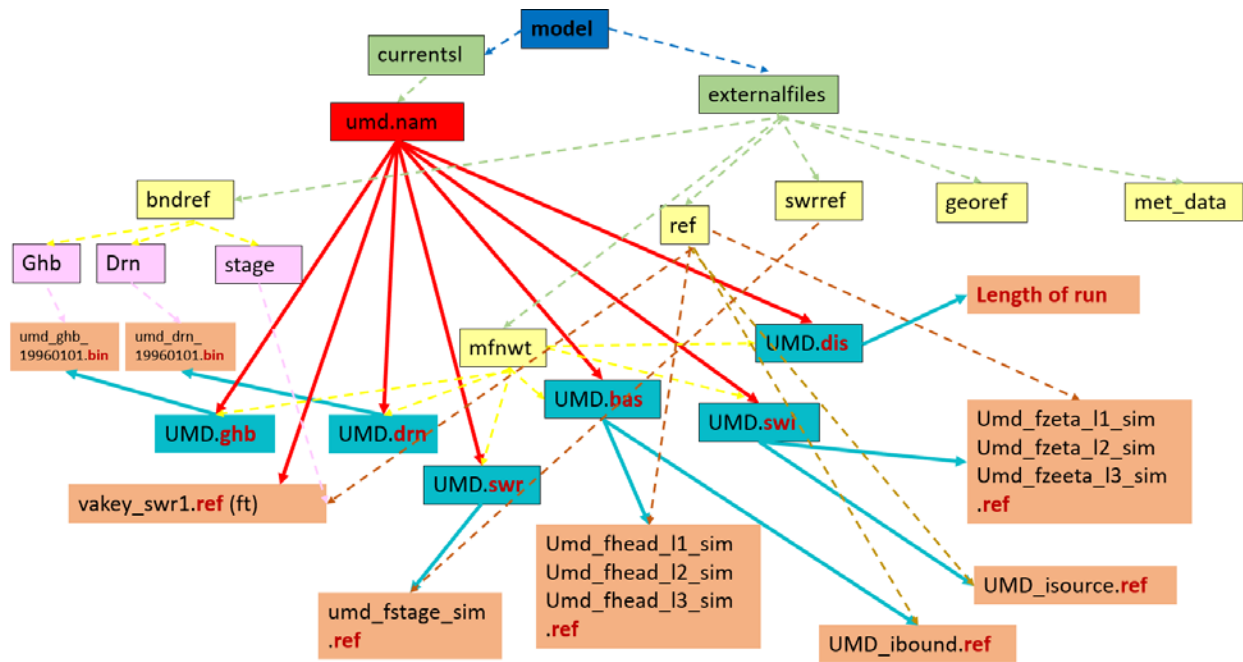 model
currentsl
externalfiles
umd.nam
bndref
swrref
georef
met_data
ref
Ghb
Drn
stage
Length of run
umd_ghb_
19960101.bin
umd_drn_
19960101.bin
mfnwt
UMD.dis
UMD.bas
UMD.swi
UMD.ghb
UMD.drn
Umd_fzeta_l1_sim
Umd_fzeta_l2_sim
Umd_fzeeta_l3_sim
.ref
UMD.swr
vakey_swr1.ref (ft)
Umd_fhead_l1_sim
Umd_fhead_l2_sim
Umd_fhead_l3_sim
.ref
UMD_isource.ref
umd_fstage_sim
.ref
UMD_ibound.ref